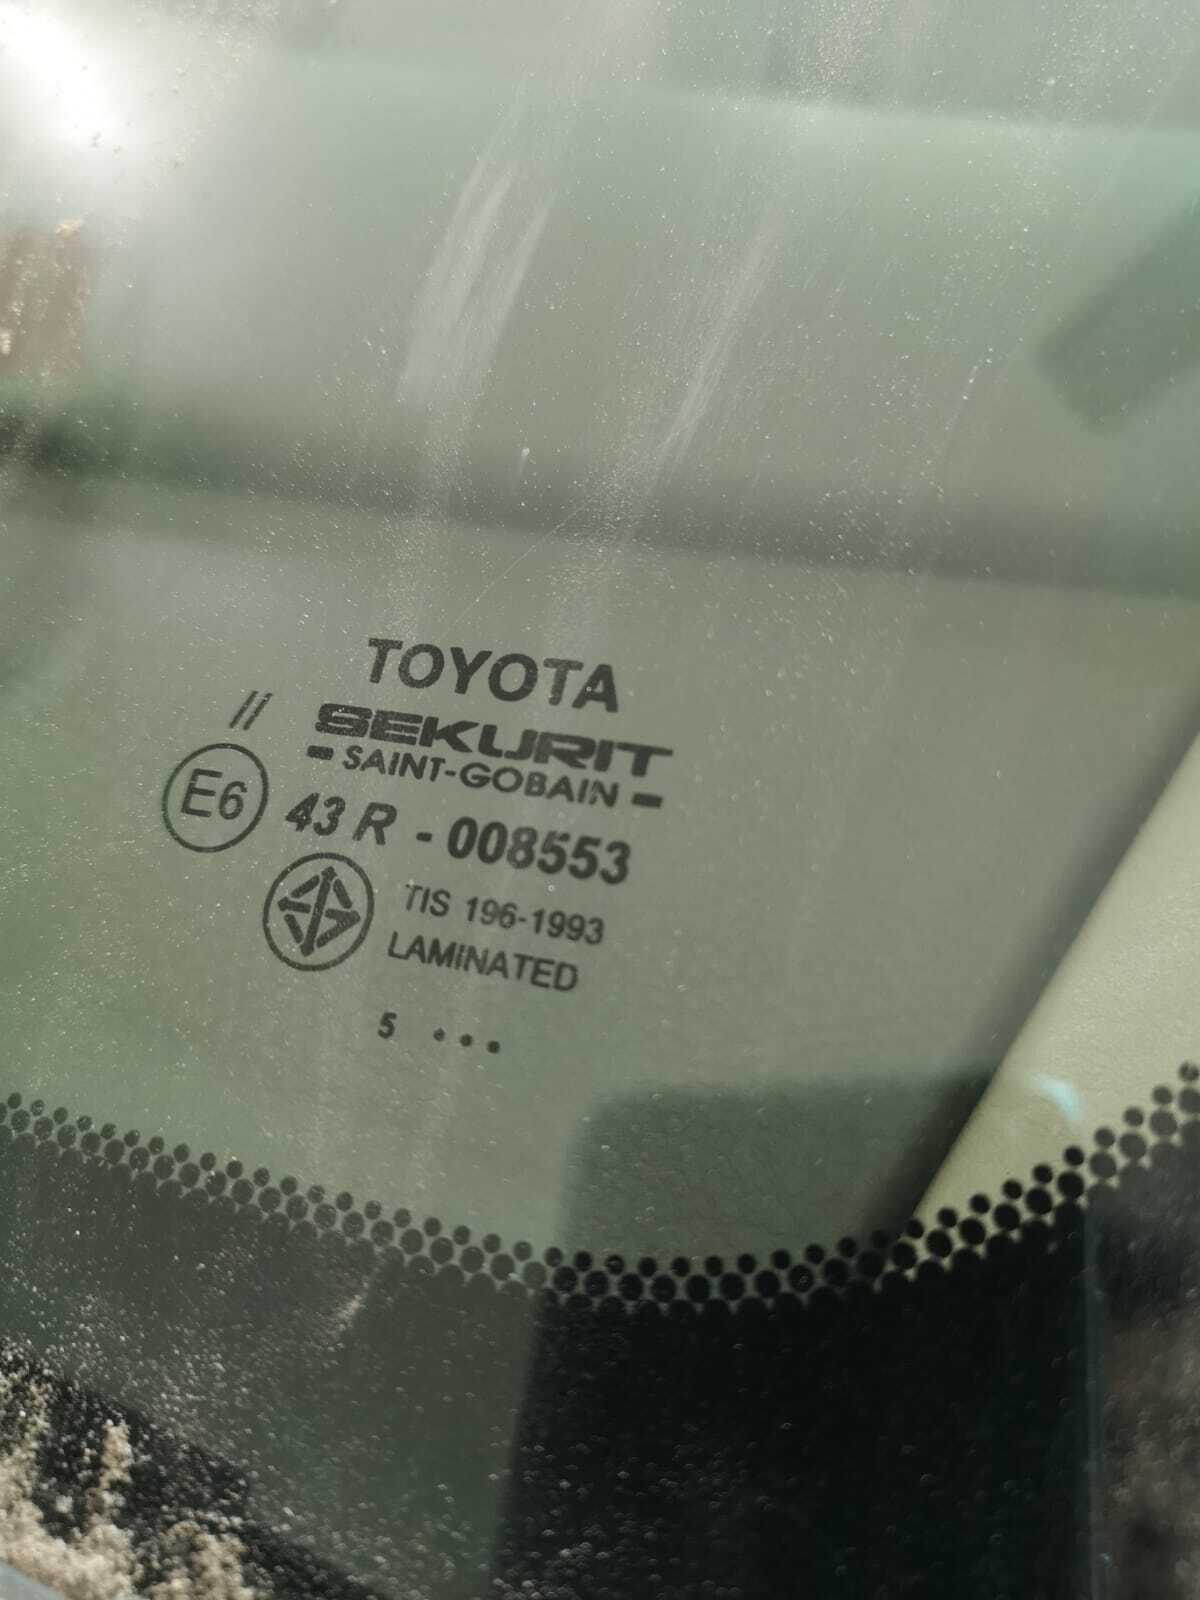 TOYOTA
//
SEKURIT
- SAINT-GOBAIN -
E6 43 R - 008553
TIS 196-1993
LAMINATED
5 ...